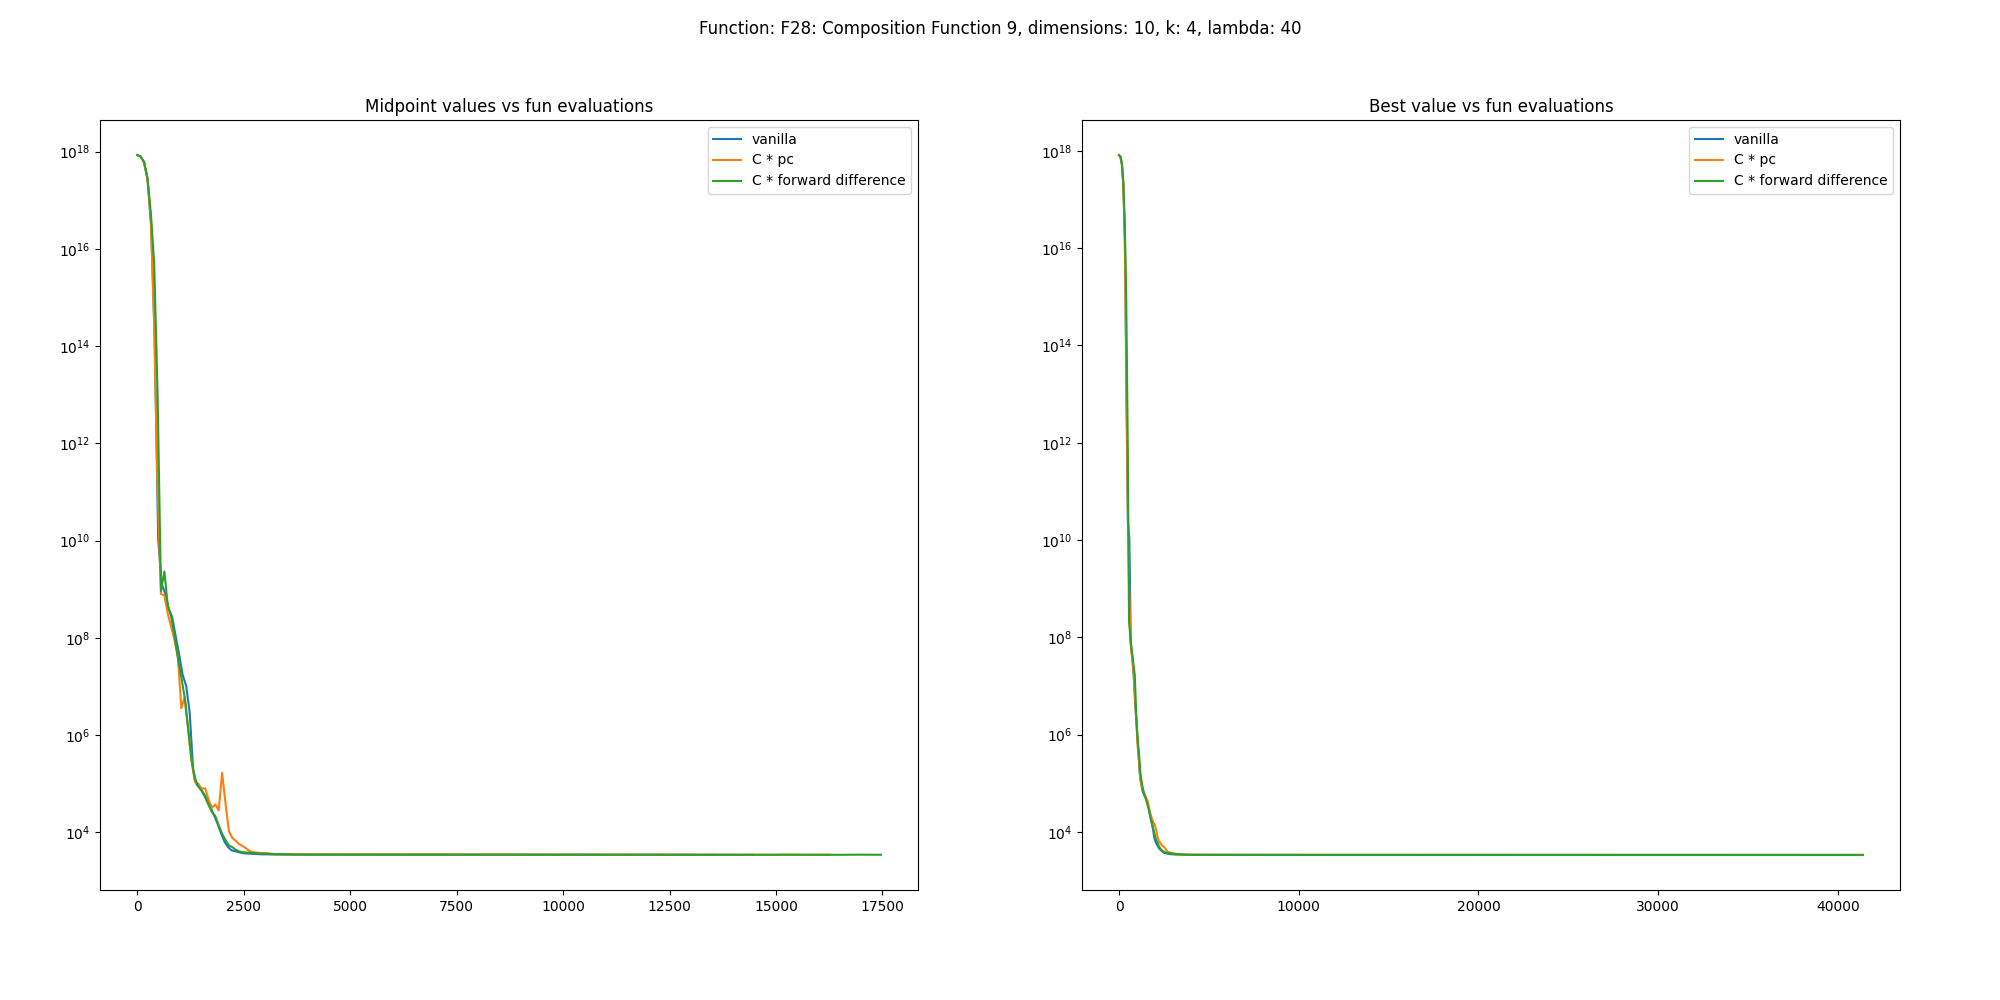 Function: F28: Composition Function 9, dimensions: 10, k: 4, lambda: 40
Midpoint values vs fun evaluations
vanilla
C * pc
C * forward difference
10^18
10^16
10^14
10^12
10^10
10^8
10^6
10^4
0 2500 5000 7500 10000 12500 15000 17500
Best value vs fun evaluations
vanilla
C * pc
C * forward difference
10^18
10^16
10^14
10^12
10^10
10^8
10^6
10^4
0 10000 20000 30000 40000